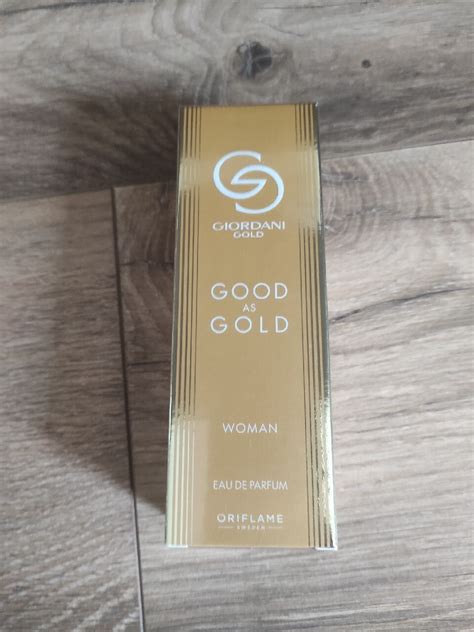 GIORDANI
GOLD
GOOD
AS
GOLD
WOMAN
EAU DE PARFUM
ORIFLAME
SWEDEN